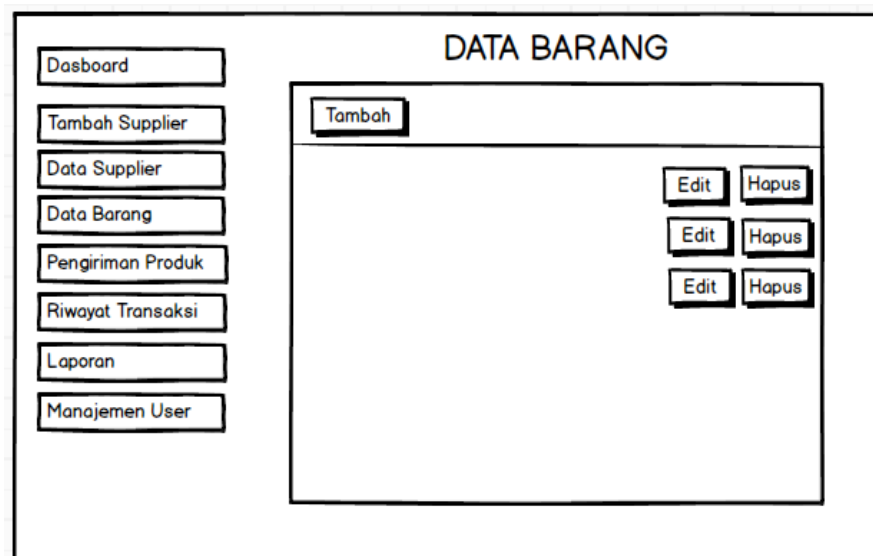 DATA BARANG
Dasboard
Tambah Supplier
Data Supplier
Data Barang
Pengiriman Produk
Riwayat Transaksi
Laporan
Manajemen User
Tambah
Edit Hapus
Edit Hapus
Edit Hapus